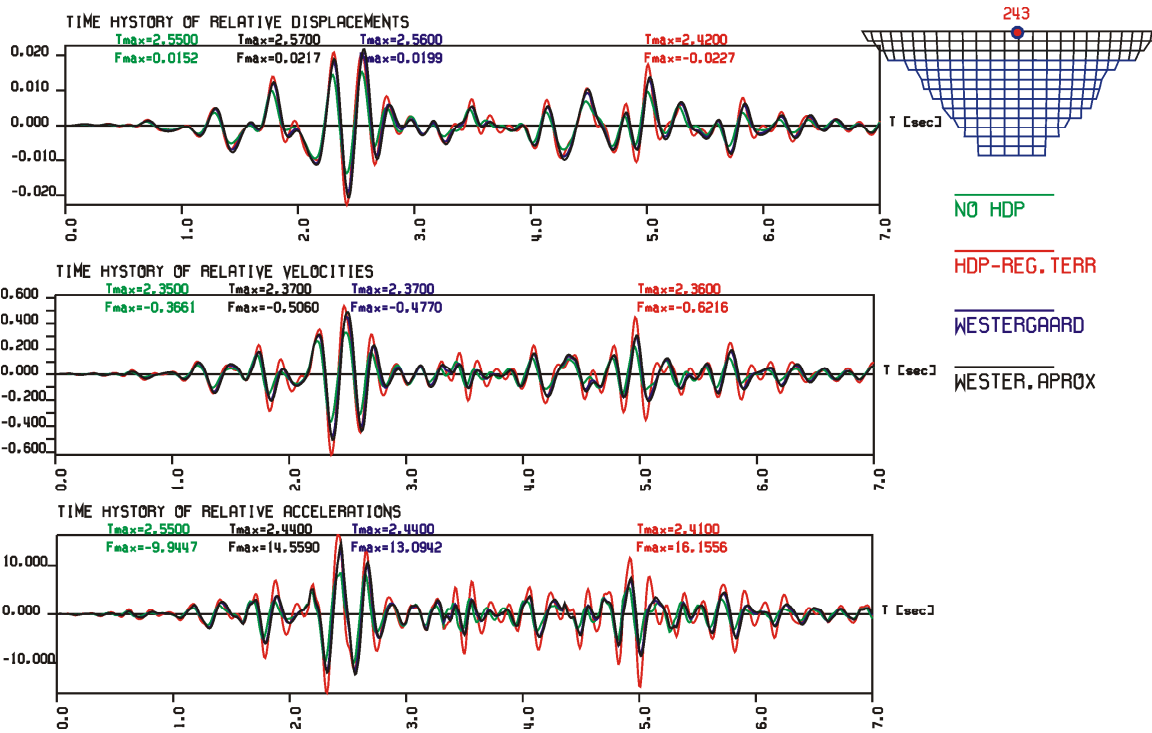 TIME HYSTORY OF RELATIVE DISPLACEMENTS
Tmax=2.5500 Tmax=2.5700 Tmax=2.5600 Tmax=2.4200
Fmax=0.0152 Fmax=0.0217 Fmax=0.0199 Fmax=-0.0227
0.020
0.010
0.000
-0.010
-0.020
T [sec]
0.0 1.0 2.0 3.0 4.0 5.0 6.0 7.0
243
NO HDP
HDP-REG.TERR
WESTERGAARD
WESTER.APROX
TIME HYSTORY OF RELATIVE VELOCITIES
Tmax=2.3500 Tmax=2.3700 Tmax=2.3700 Tmax=2.3600
Fmax=-0.3661 Fmax=-0.5060 Fmax=-0.4770 Fmax=-0.6216
0.600
0.400
0.200
0.000
-0.200
-0.400
-0.600
T [sec]
0.0 1.0 2.0 3.0 4.0 5.0 6.0 7.0
TIME HYSTORY OF RELATIVE ACCELERATIONS
Tmax=2.5500 Tmax=2.4400 Tmax=2.4400 Tmax=2.4100
Fmax=-9.9447 Fmax=14.5590 Fmax=13.0942 Fmax=16.1556
10.000
0.000
-10.000
T [sec]
0.0 1.0 2.0 3.0 4.0 5.0 6.0 7.0